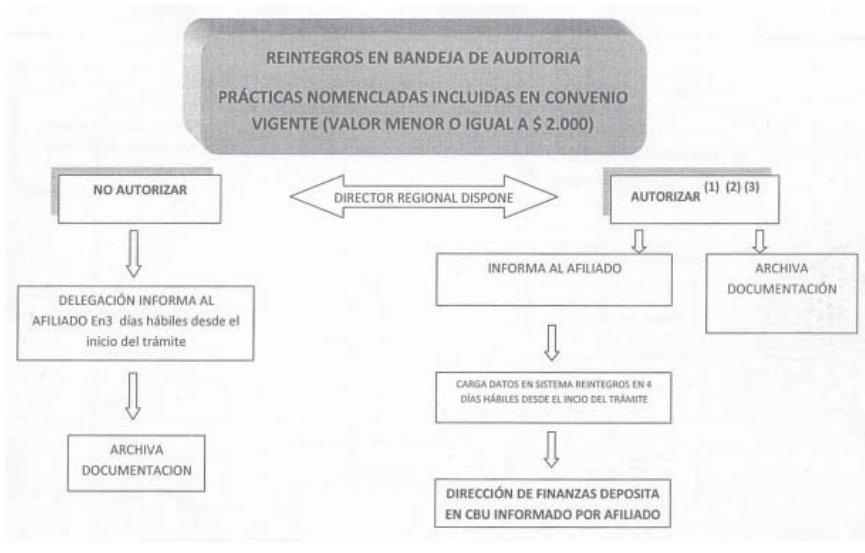 REINTEGROS EN BANDEJA DE AUDITORIA
PRÁCTICAS NOMENCLADAS INCLUIDAS EN CONVENIO
VIGENTE (VALOR MENOR O IGUAL A $ 2.000)
NO AUTORIZAR
DIRECTOR REGIONAL DISPONE
AUTORIZAR (1) (2) (3)
DELEGACIÓN INFORMA AL
AFILIADO En3 días hábiles desde el
inicio del trámite
ARCHIVA
DOCUMENTACION
INFORMA AL AFILIADO
ARCHIVA
DOCUMENTACIÓN
CARGA DATOS EN SISTEMA REINTEGROS EN 4
DÍAS HÁBILES DESDE EL INCIO DEL TRÁMITE
DIRECCIÓN DE FINANZAS DEPOSITA
EN CBU INFORMADO POR AFILIADO